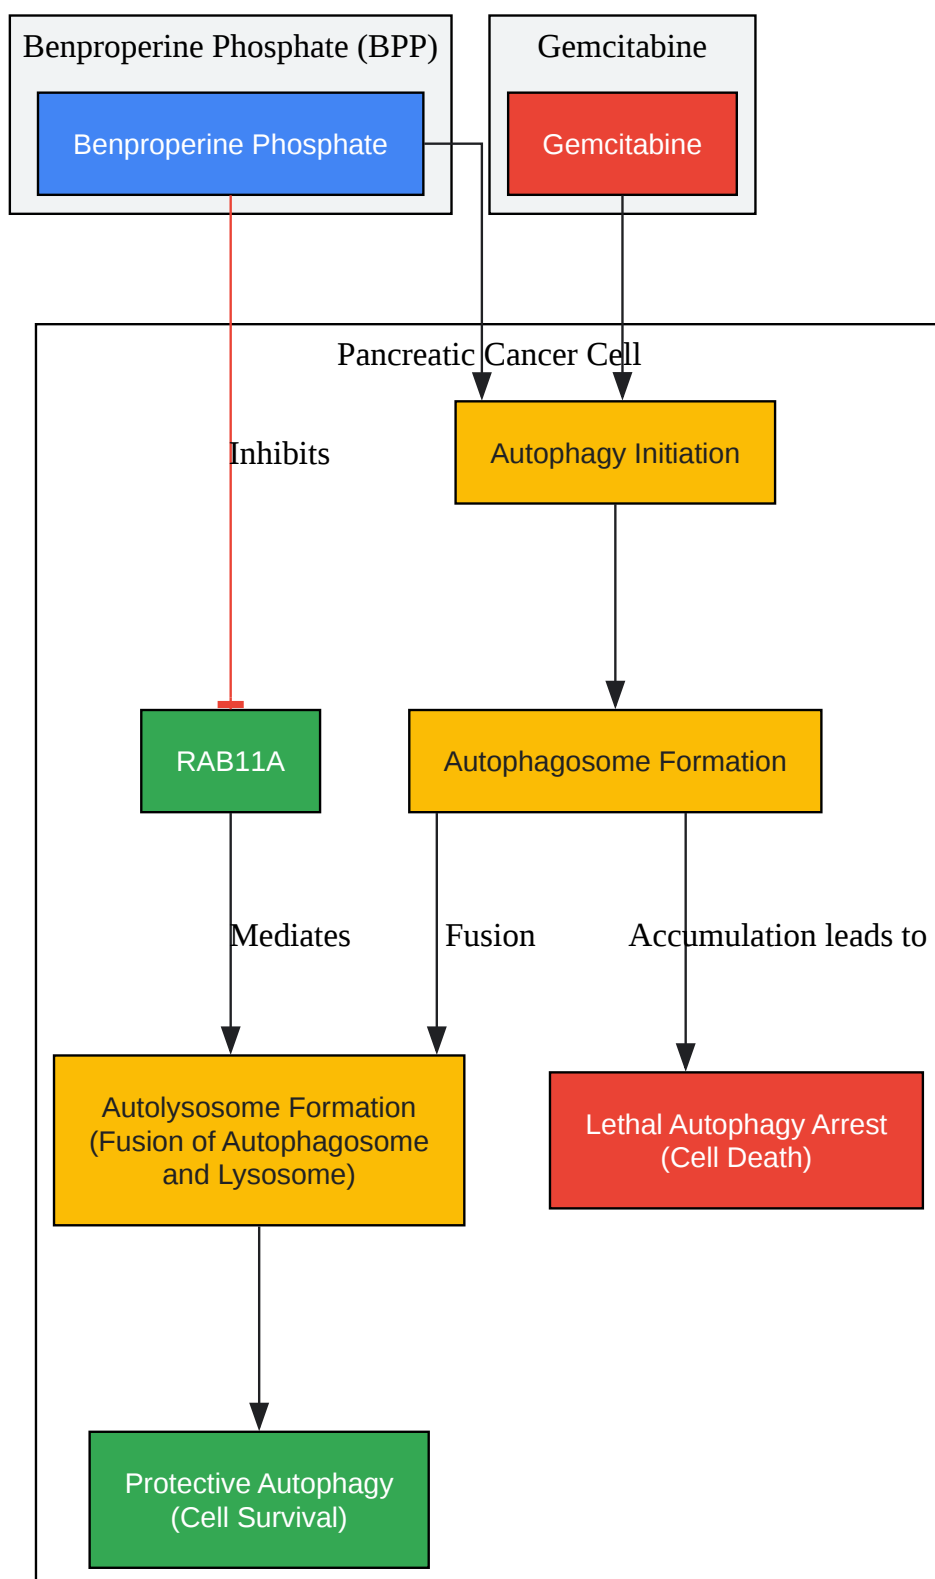 Benproperine Phosphate (BPP)
Gemcitabine
Benproperine Phosphate
Gemcitabine
Pancreatic Cancer Cell
Inhibits
Autophagy Initiation
RAB11A
Autophagosome Formation
Mediates
Fusion
Accumulation leads to
Autolysosome Formation
(Fusion of Autophagosome
and Lysosome)
Lethal Autophagy Arrest
(Cell Death)
Protective Autophagy
(Cell Survival)